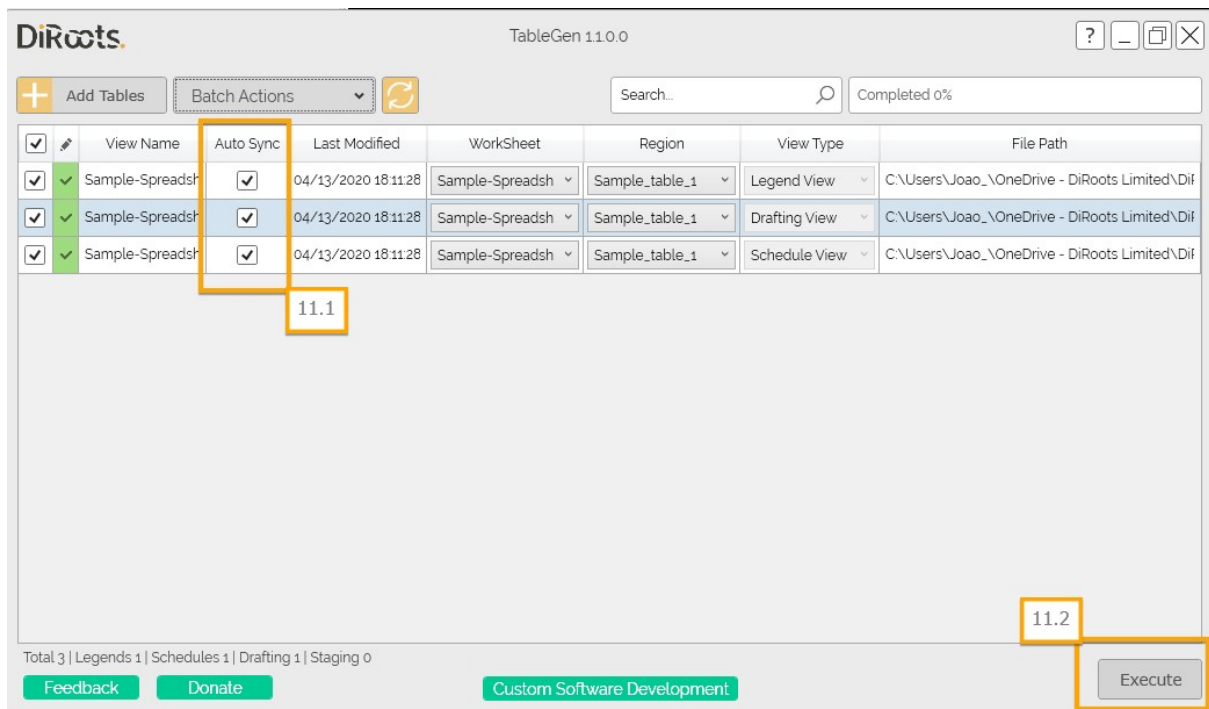 DiRoots.
TableGen 1.1.0.0
?
Add Tables
Batch Actions
Search...
Completed 0%
View Name Auto Sync Last Modified WorkSheet Region View Type File Path
Sample-Spreadsh 04/13/2020 18:11:28 Sample-Spreadsh Sample_table_1 Legend View C:\Users\Joao_\OneDrive - DiRoots Limited\DiR
Sample-Spreadsh 04/13/2020 18:11:28 Sample-Spreadsh Sample_table_1 Drafting View C:\Users\Joao_\OneDrive - DiRoots Limited\DiR
Sample-Spreadsh 04/13/2020 18:11:28 Sample-Spreadsh Sample_table_1 Schedule View C:\Users\Joao_\OneDrive - DiRoots Limited\DiR
11.1
11.2
Total 3 | Legends 1 | Schedules 1 | Drafting 1 | Staging 0
Feedback
Donate
Custom Software Development
Execute